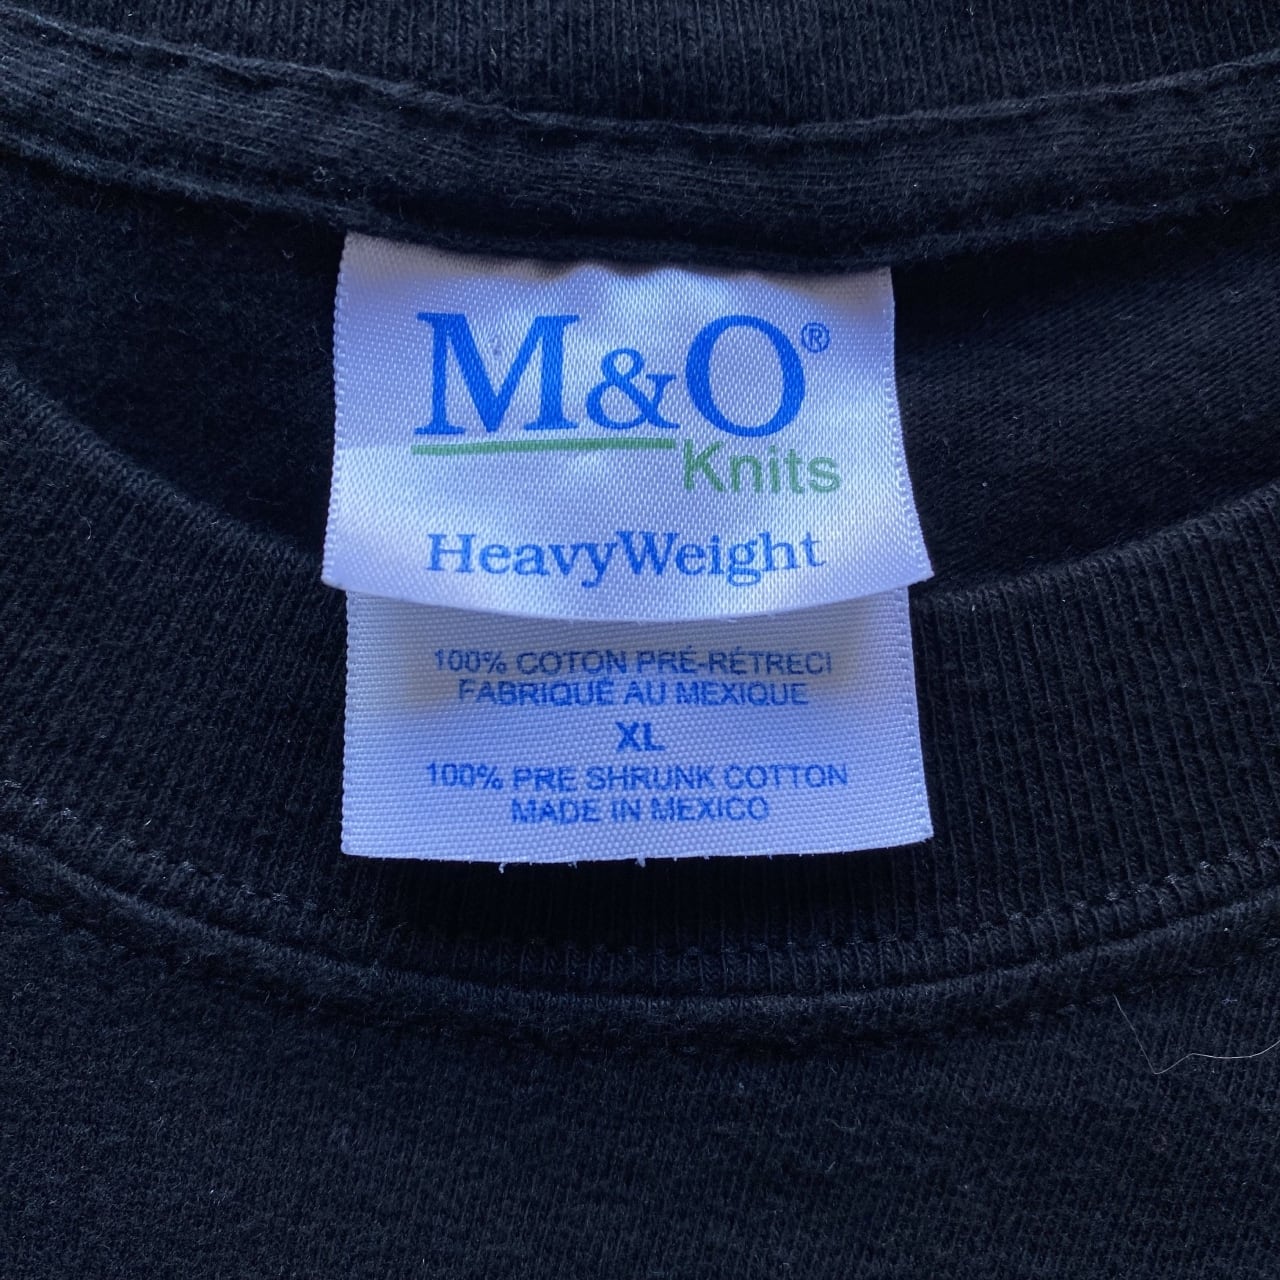 M&O®
Knits
HeavyWeight
100% COTON PRÉ-RÉTRECI
FABRIQUÉ AU MEXIQUE
XL
100% PRE SHRUNK COTTON
MADE IN MEXICO